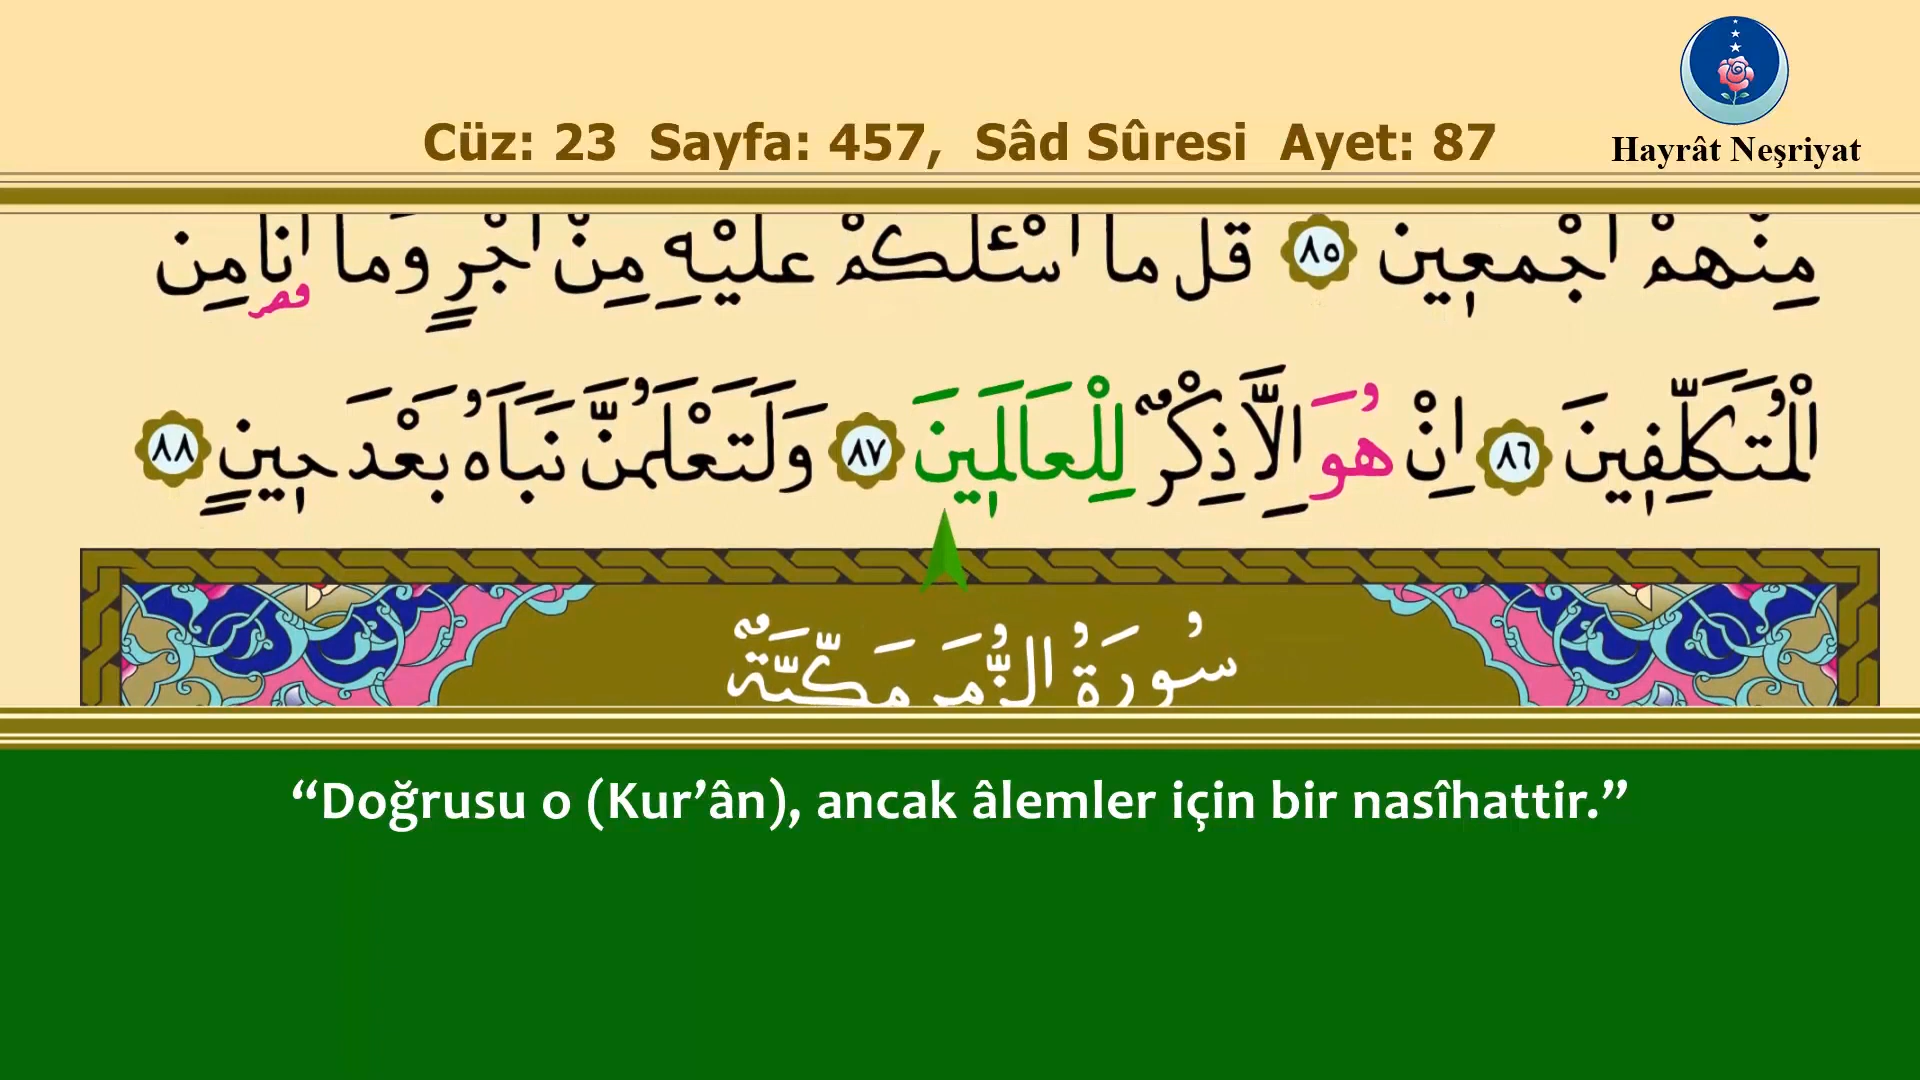 Cüz: 23 Sayfa: 457, Sâd Sûresi Ayet: 87
Hayrât Neşriyat
مِنْهُمْ اَجْمَعٖينَ ﴿٨٥﴾ قُلْ مَٓا اَسْـَٔلُكُمْ عَلَيْهِ مِنْ اَجْرٍ وَمَٓا اَنَا مِنَ
قصر
الْمُتَكَلِّفٖينَ ﴿٨٦﴾ اِنْ هُوَ اِلَّا ذِكْرٌ لِلْعَالَمٖينَ ﴿٨٧﴾ وَلَتَعْلَمُنَّ نَبَاَهُ بَعْدَ حٖينٍ ﴿٨٨﴾
سُورَةُ الزُّمَرِ مَكِّيَّةٌ
“Doğrusu o (Kur’ân), ancak âlemler için bir nasîhattir.”